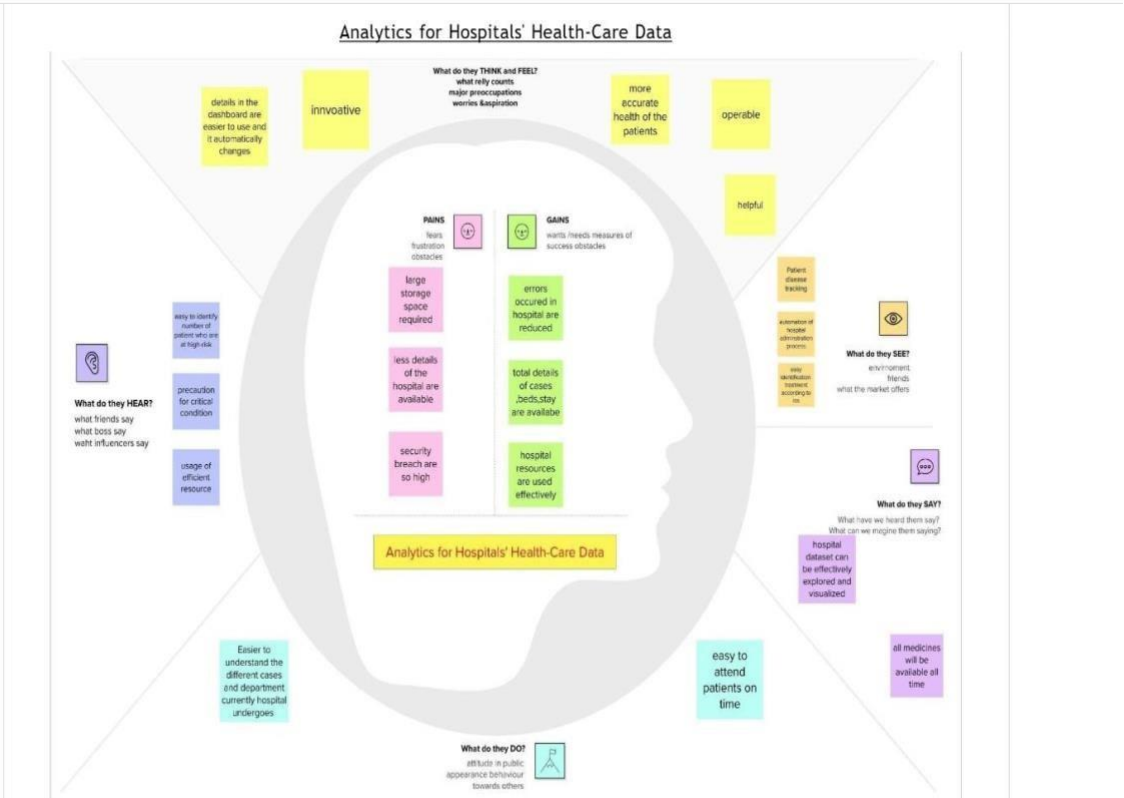 Analytics for Hospitals' Health-Care Data
What do they THINK and FEEL?
what relly counts
major preoccupations
worries &aspiration
details in the
dashboard are
easier to use and
it automatically
changes
innvoative
more
accurate
health of the
patients
operable
helpful
PAINS
fears
frustration
obstacles
GAINS
wants /needs measures of
success obstacles
large
storage
space
required
less details
of the
hospital are
available
security
breach are
so high
errors
occured in
hospital are
reduced
total details
of cases
,beds,stay
are availabe
hospital
resources
are used
effectively
Analytics for Hospitals' Health-Care Data
What do they HEAR?
what friends say
what boss say
waht influencers say
easy to identify
number of
patient who are
at high-risk
precaution
for critical
condition
usage of
efficient
resource
Patient
disease
tracking
automation of
hospital
administration
process
easy
identification
treatment
according to
What do they SEE?
envirnoment
friends
what the market offers
What do they SAY?
What have we heard them say?
What can we magine them saying?
hospital
dataset can
be effectively
explored and
visualized
all medicines
will be
available all
time
Easier to
understand the
different cases
and department
currently hospital
undergoes
easy to
attend
patients on
time
What do they DO?
attitude in public
appearance behaviour
towards others